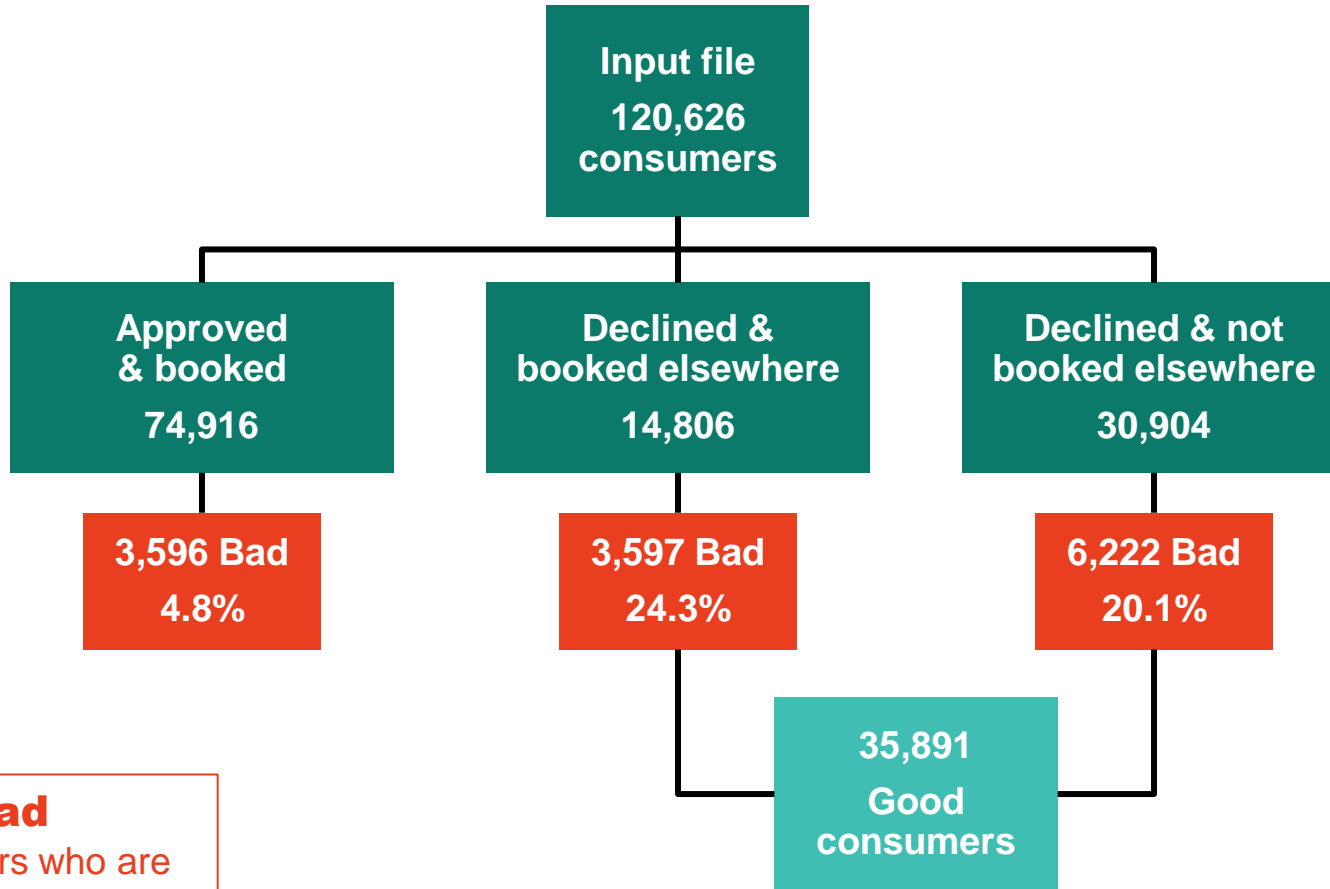 Input file
120,626
consumers
Approved
& booked
74,916
Declined &
booked elsewhere
14,806
Declined & not
booked elsewhere
30,904
3,596 Bad
4.8%
3,597 Bad
24.3%
6,222 Bad
20.1%
35,891
Good
consumers
who are